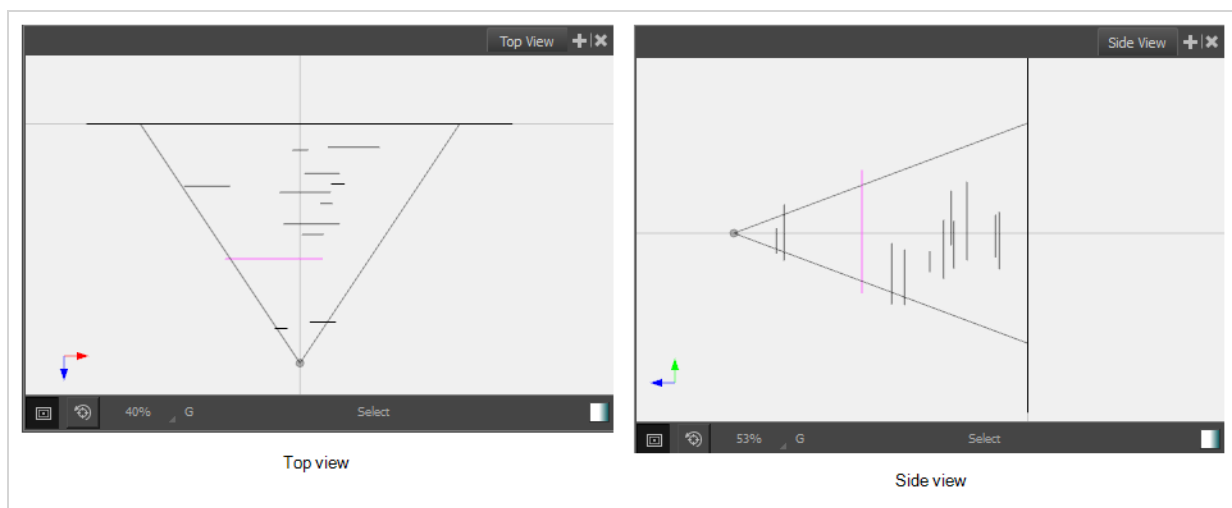 Top View
40%
G
Select
Top view
Side View
53%
G
Select
Side view